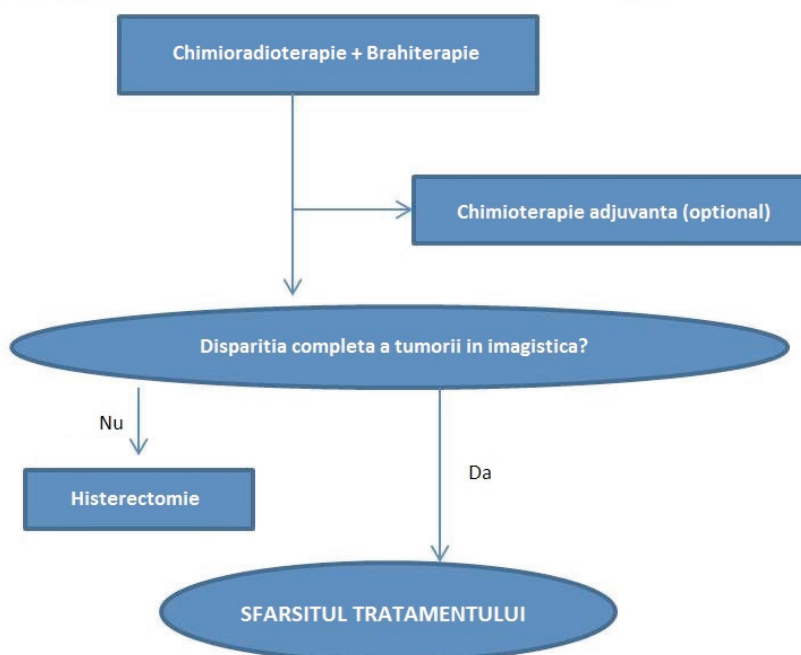 Chimioradioterapie + Brahiterapie
Chimioterapie adjuvanta (optional)
Disparitia completa a tumorii in imagistica?
Nu
Da
Histerectomie
SFARSITUL TRATAMENTULUI